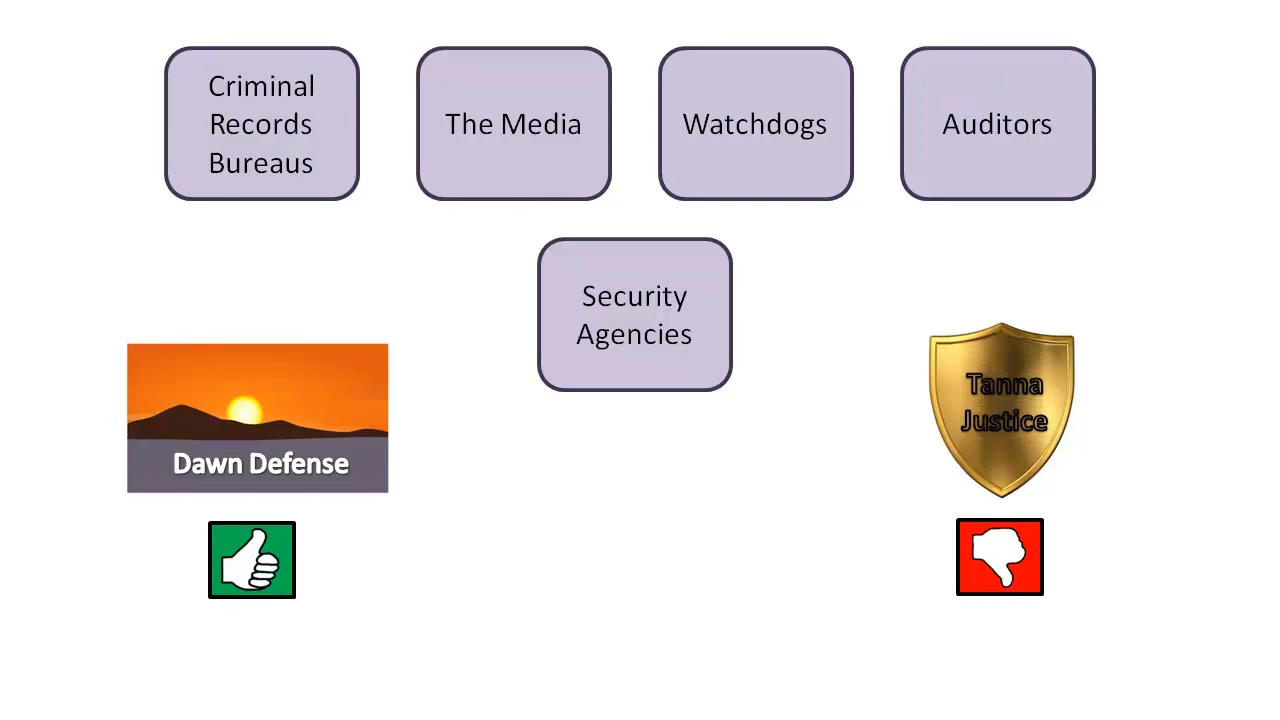 Criminal
Records
Bureaus
The Media
Watchdogs
Auditors
Security
Agencies
Dawn Defense
Tanna
Justice